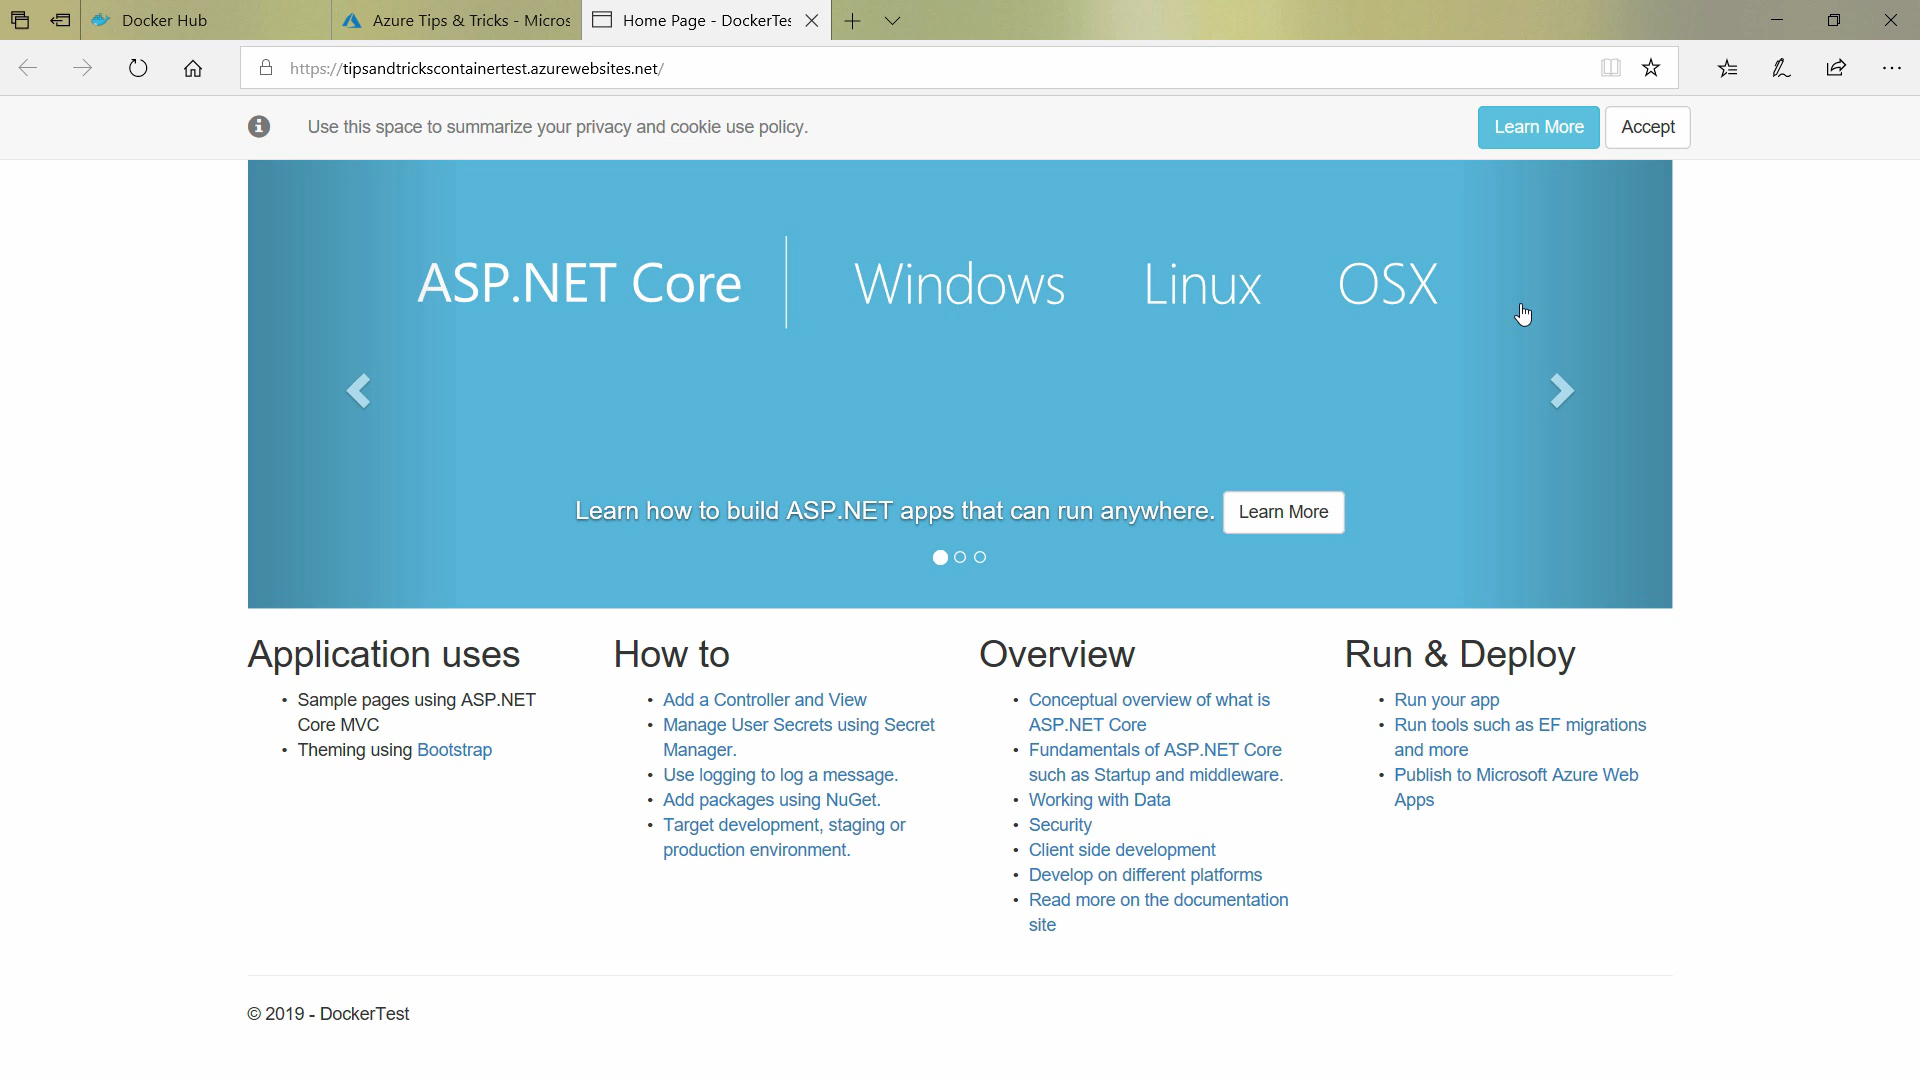 Docker Hub
Azure Tips & Tricks - Micros
Home Page - DockerTes
https://tipsandtrickscontainertest.azurewebsites.net/
Use this space to summarize your privacy and cookie use policy.
Learn More
Accept
ASP.NET Core
Windows
Linux
OSX
Learn how to build ASP.NET apps that can run anywhere.
Learn More
Application uses
• Sample pages using ASP.NET
Core MVC
• Theming using Bootstrap
How to
• Add a Controller and View
• Manage User Secrets using Secret
Manager.
• Use logging to log a message.
• Add packages using NuGet.
• Target development, staging or
production environment.
Overview
• Conceptual overview of what is
ASP.NET Core
• Fundamentals of ASP.NET Core
such as Startup and middleware.
• Working with Data
• Security
• Client side development
• Develop on different platforms
• Read more on the documentation
site
Run & Deploy
• Run your app
• Run tools such as EF migrations
and more
• Publish to Microsoft Azure Web
Apps
© 2019 - DockerTest